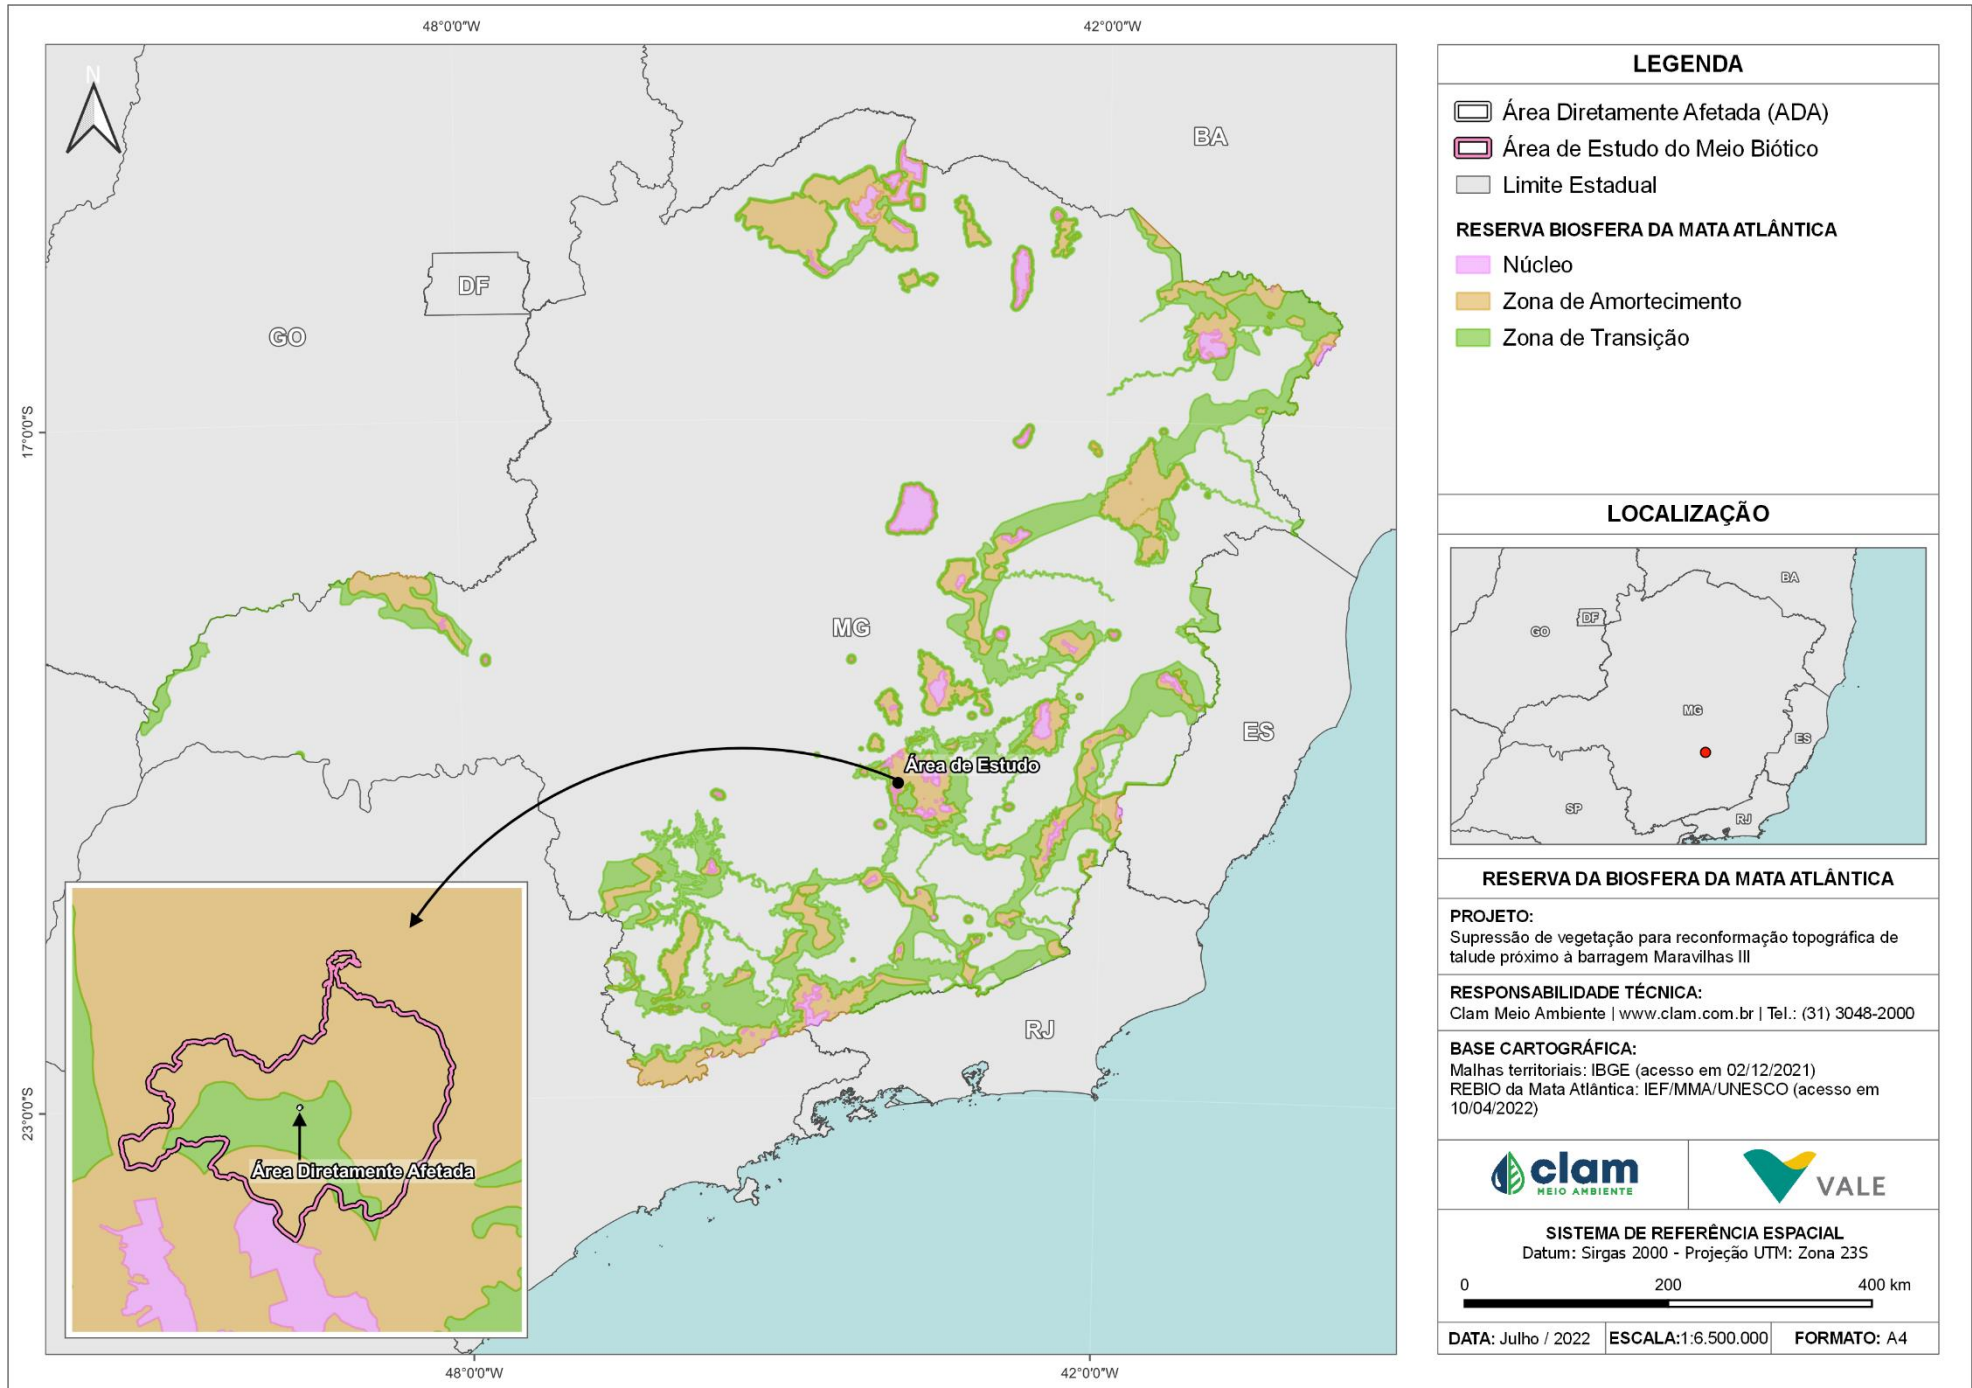 48°0'0"W
42°0'0"W
N
BA
DF
GO
17°0'0"S
MG
ES
Área de Estudo
RJ
23°0'0"S
Área Diretamente Afetada
48°0'0"W
42°0'0"W
LEGENDA
Área Diretamente Afetada (ADA)
Área de Estudo do Meio Biótico
Limite Estadual
RESERVA BIOSFERA DA MATA ATLÂNTICA
Núcleo
Zona de Amortecimento
Zona de Transição
LOCALIZAÇÃO
BA
DF
GO
MG
ES
SP
RJ
RESERVA DA BIOSFERA DA MATA ATLÂNTICA
PROJETO:
Supressão de vegetação para reconformação topográfica de
talude próximo à barragem Maravilhas III
RESPONSABILIDADE TÉCNICA:
Clam Meio Ambiente | www.clam.com.br | Tel.: (31) 3048-2000
BASE CARTOGRÁFICA:
Malhas territoriais: IBGE (acesso em 02/12/2021)
REBIO da Mata Atlântica: IEF/MMA/UNESCO (acesso em
10/04/2022)
clam
MEIO AMBIENTE
VALE
SISTEMA DE REFERÊNCIA ESPACIAL
Datum: Sirgas 2000 - Projeção UTM: Zona 23S
0 200 400 km
DATA: Julho / 2022 ESCALA:1:6.500.000 FORMATO: A4